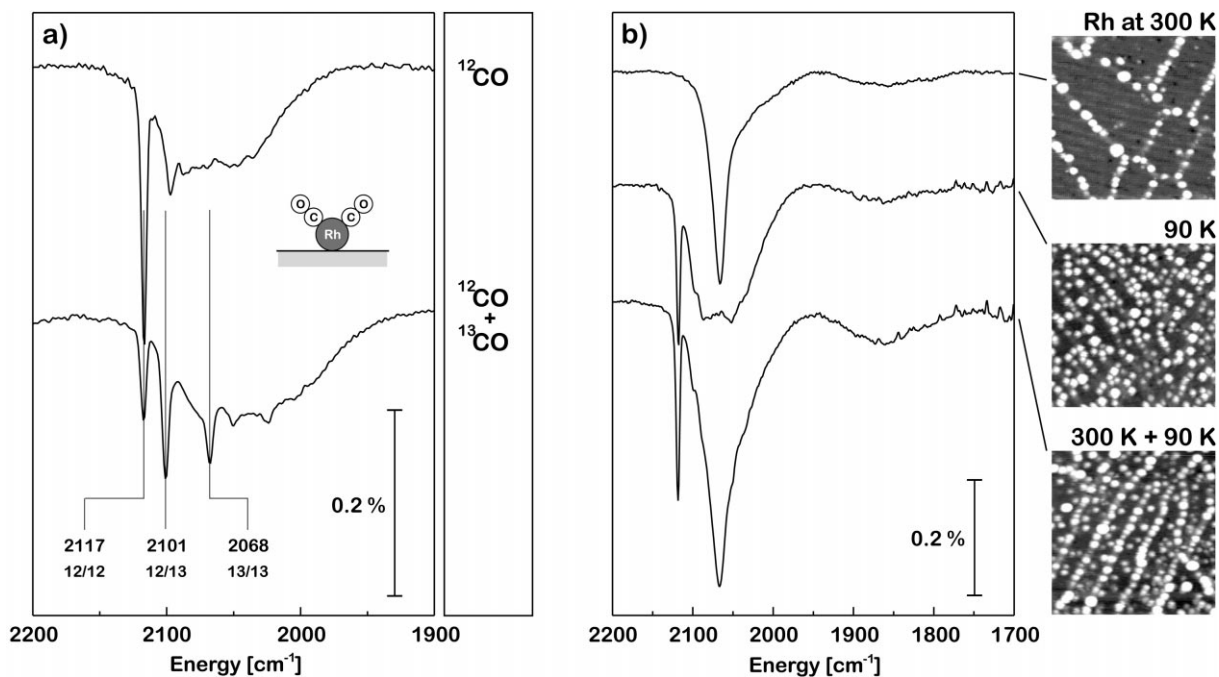 a)
¹²CO
O O
C C
Rh
¹²CO
+
¹³CO
0.2 %
2117 2101 2068
12/12 12/13 13/13
2200 2100 2000 1900
Energy [cm⁻¹]
b)
0.2 %
2200 2100 2000 1900 1800 1700
Energy [cm⁻¹]
Rh at 300 K
90 K
300 K + 90 K